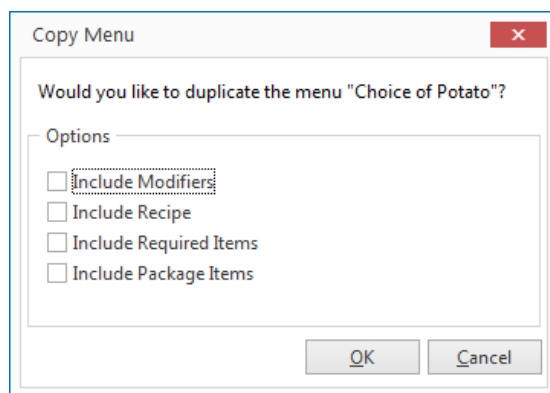 Copy Menu
Would you like to duplicate the menu "Choice of Potato"?
Options
Include Modifiers
Include Recipe
Include Required Items
Include Package Items
OK Cancel